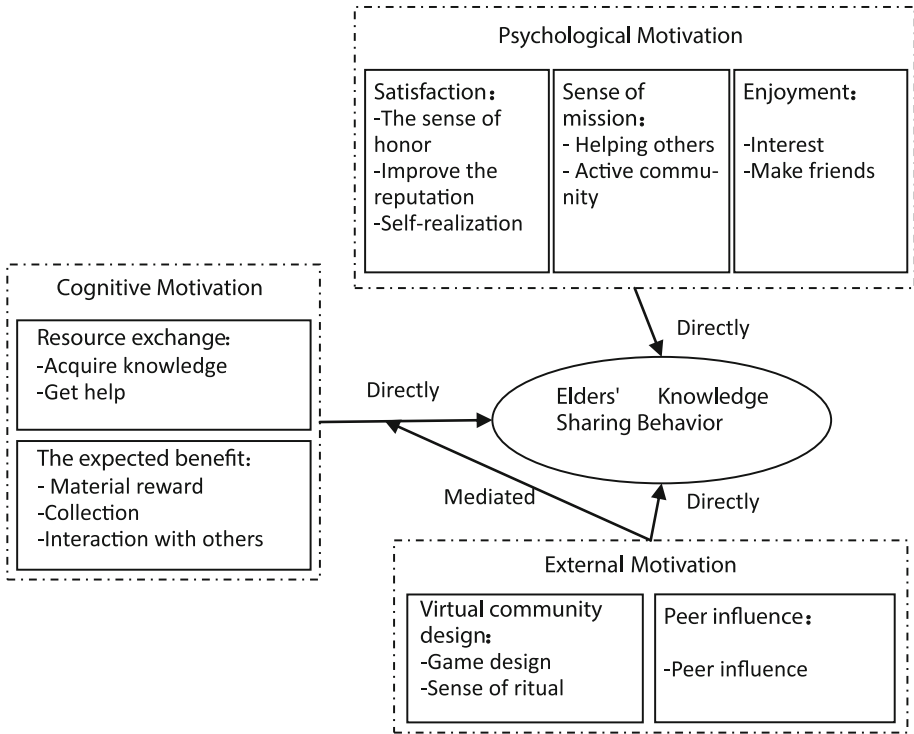 Psychological Motivation
Satisfaction：
-The sense of
honor
-Improve the
reputation
-Self-realization
Sense of
mission：
- Helping others
- Active commu-
nity
Enjoyment：
-Interest
-Make friends
Cognitive Motivation
Resource exchange：
-Acquire knowledge
-Get help
The expected benefit：
- Material reward
-Collection
-Interaction with others
Directly
Directly
Elders' Knowledge
Sharing Behavior
Mediated
Directly
External Motivation
Virtual community
design：
-Game design
-Sense of ritual
Peer influence：
-Peer influence